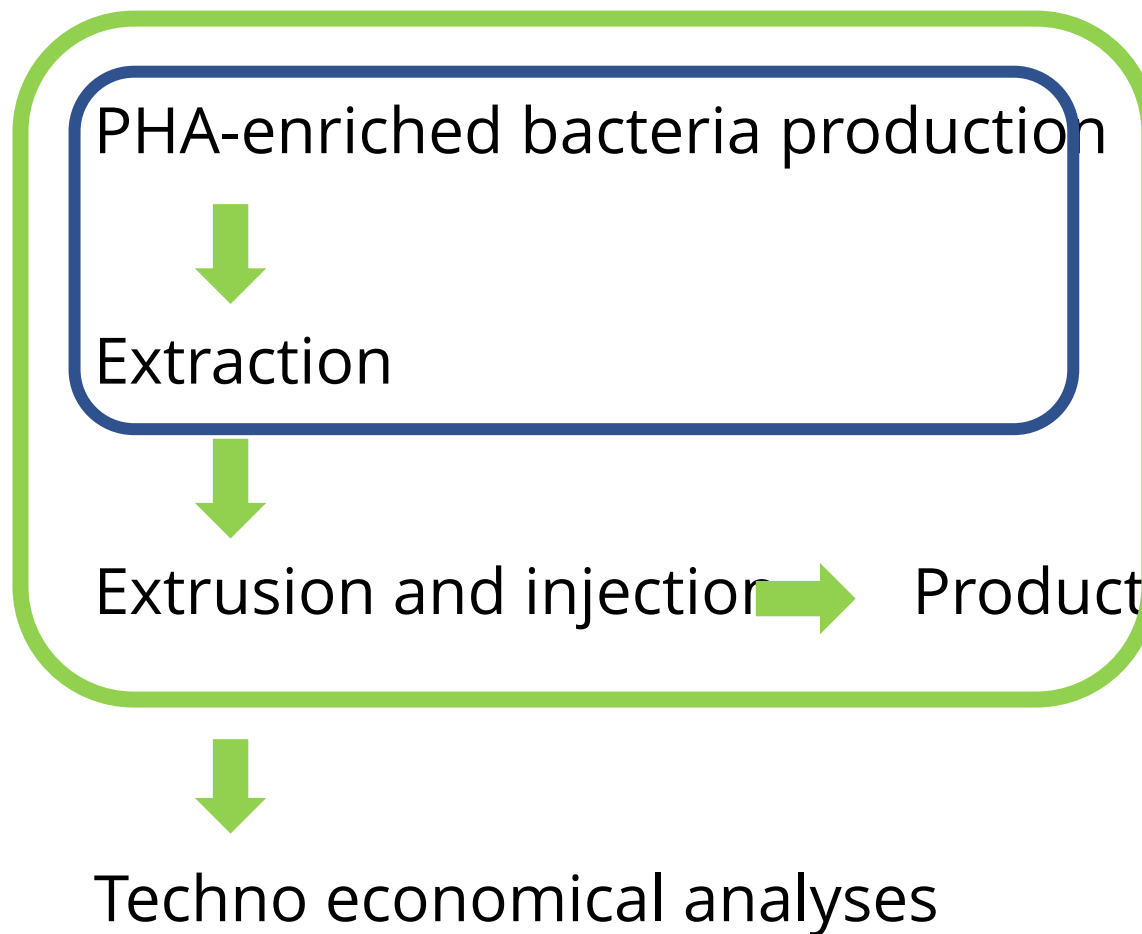 PHA-enriched bacteria production
Extraction
Extrusion and injection Product
Techno economical analyses